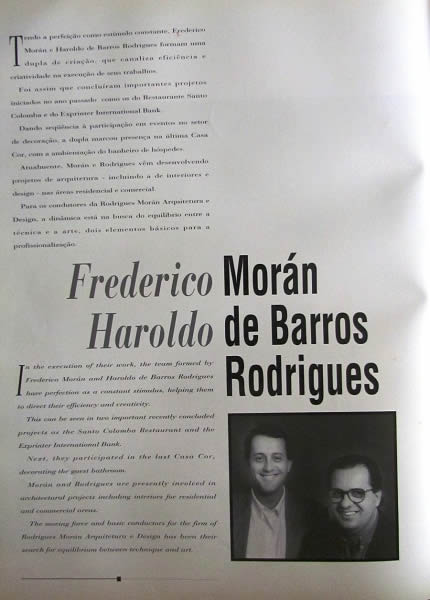 Tendo a perfeição como estímulo constante, Frederico
Morán e Haroldo de Barros Rodrigues formam uma
dupla de criação, que canaliza eficiência e
criatividade na execução de seus trabalhos.
Foi assim que concluíram importantes projetos
iniciados no ano passado como os do Restaurante Santo
Colomba e do Exprinter International Bank.
Dando seqüência à participação em eventos no setor
de decoração, a dupla marcou presença na última Casa
Cor, com a ambientação do banheiro de hóspedes.
Atualmente, Morán e Rodrigues vêm desenvolvendo
projetos de arquitetura - incluindo a de interiores e
design - nas áreas residencial e comercial.
Para os condutores da Rodrigues Morán Arquitetura e
Design, a dinâmica está na busca do equilíbrio entre a
técnica e a arte, dois elementos básicos para a
profissionalização.
Frederico Morán
Haroldo de Barros
Rodrigues
In the execution of their work, the team formed by
Frederico Morán and Haroldo de Barros Rodrigues
have perfection as a constant stimulus, helping them
to direct their efficiency and creativity.
This can be seen in two important recently concluded
projects as the Santo Colomba Restaurant and the
Exprinter International Bank.
Next, they participated in the last Casa Cor,
decorating the guest bathroom.
Morán and Rodrigues are presently involved in
architectural projects including interiors for residential
and commercial areas.
The moving force and basic conductors for the firm of
Rodrigues Morán Arquitetura e Design has been their
search for equilibrium between technique and art.